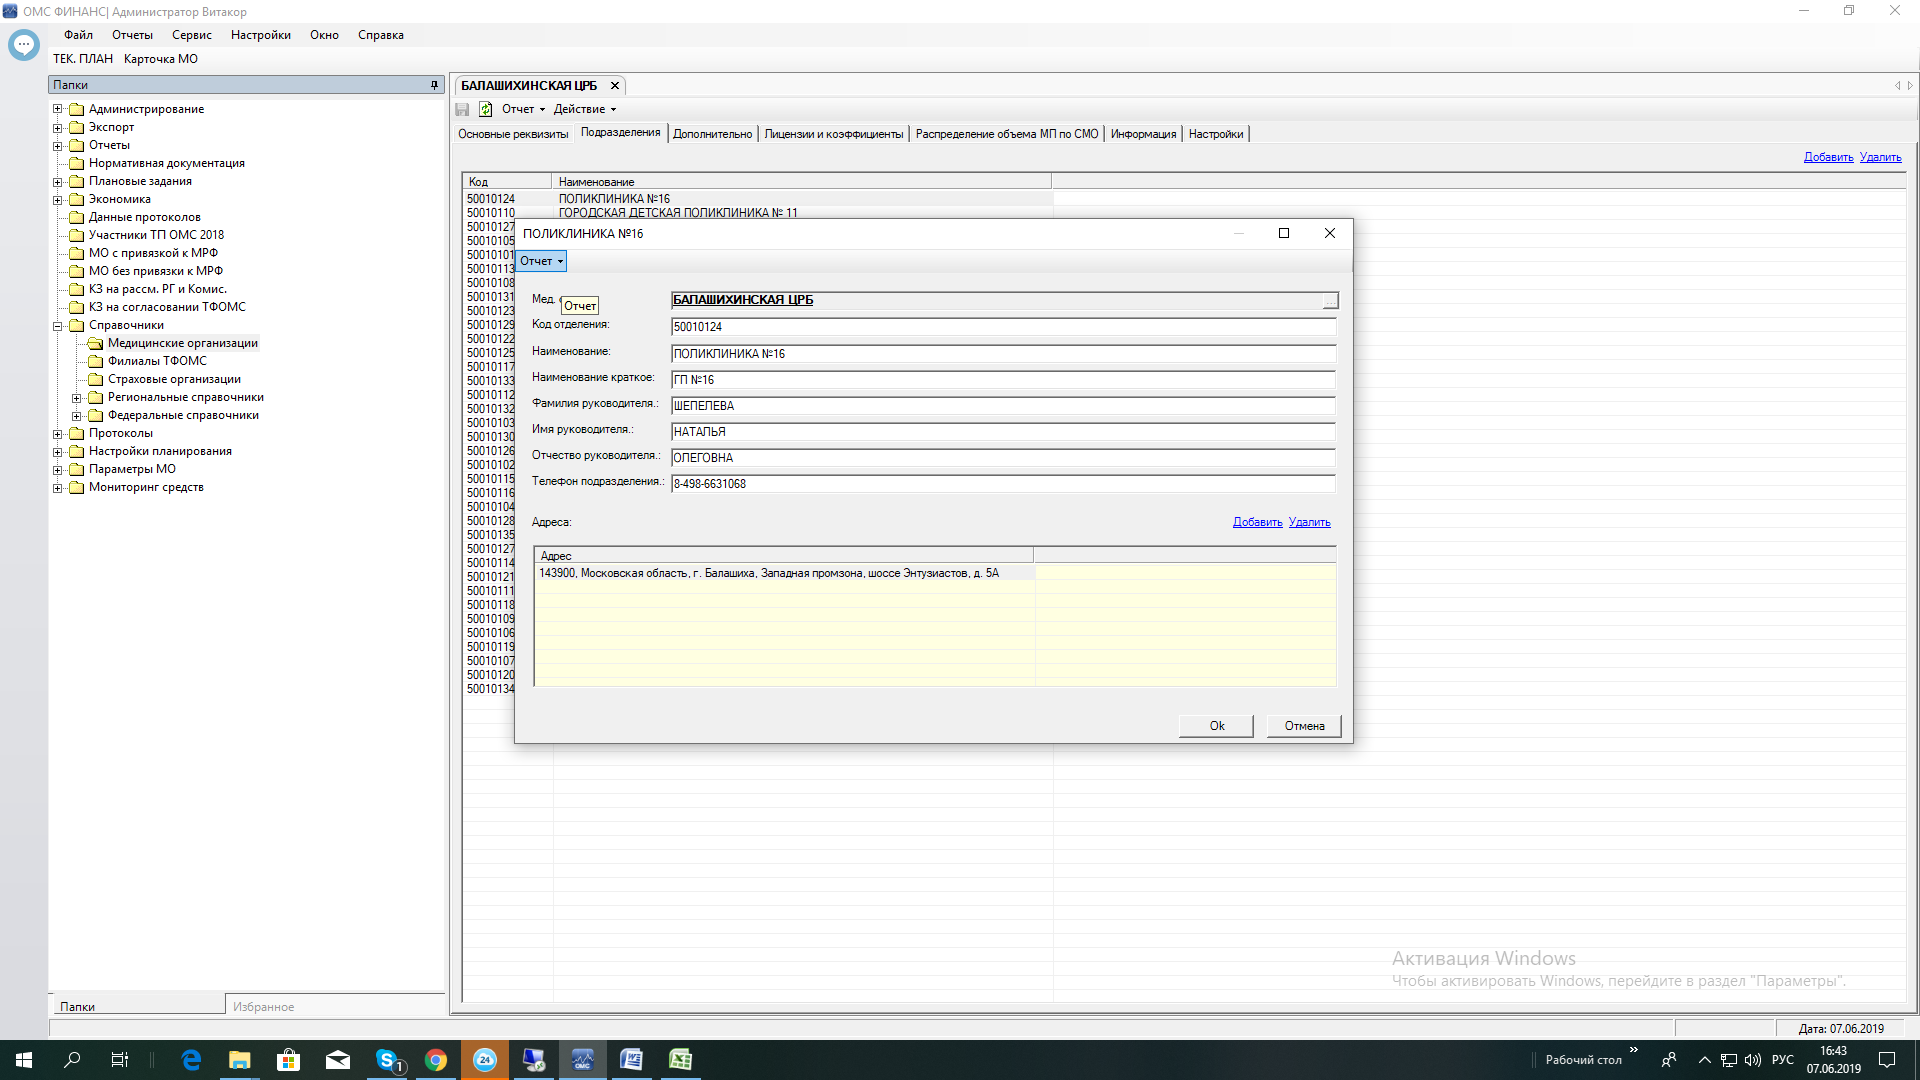 ОМС ФИНАНС| Администратор Витакор
Файл Отчеты Сервис Настройки Окно Справка
ТЕК. ПЛАН Карточка МО
Папки
Администрирование
Экспорт
Отчеты
Нормативная документация
Плановые задания
Экономика
Данные протоколов
Участники ТП ОМС 2018
МО с привязкой к МРФ
МО без привязки к МРФ
КЗ на рассм. РГ и Комис.
КЗ на согласовании ТФОМС
Справочники
Медицинские организации
Филиалы ТФОМС
Страховые организации
Региональные справочники
Федеральные справочники
Протоколы
Настройки планирования
Параметры МО
Мониторинг средств
Папки Избранное
БАЛАШИХИНСКАЯ ЦРБ
Отчет Действие
Основные реквизиты Подразделения Дополнительно Лицензии и коэффициенты Распределение объема МП по СМО Информация Настройки
Добавить Удалить
Код Наименование
50010124 ПОЛИКЛИНИКА №16
50010110 ГОРОДСКАЯ ДЕТСКАЯ ПОЛИКЛИНИКА № 11
50010127
50010105
50010101
50010113
50010108
50010131
50010123
50010129
50010122
50010125
50010117
50010133
50010112
50010132
50010103
50010130
50010126
50010102
50010115
50010116
50010104
50010128
50010135
50010127
50010114
50010121
50010111
50010118
50010109
50010106
50010119
50010107
50010120
50010134
ПОЛИКЛИНИКА №16
Отчет
Мед. БАЛАШИХИНСКАЯ ЦРБ ...
Отчет
Код отделения: 50010124
Наименование: ПОЛИКЛИНИКА №16
Наименование краткое: ГП №16
Фамилия руководителя.: ШЕПЕЛЕВА
Имя руководителя.: НАТАЛЬЯ
Отчество руководителя.: ОЛЕГОВНА
Телефон подразделения.: 8-498-6631068
Адреса: Добавить Удалить
Адрес
143900, Московская область, г. Балашиха, Западная промзона, шоссе Энтузиастов, д. 5А
Ok Отмена
Активация Windows
Чтобы активировать Windows, перейдите в раздел "Параметры".
Дата: 07.06.2019
1 24 ОМС Рабочий стол » РУС 16:43
07.06.2019